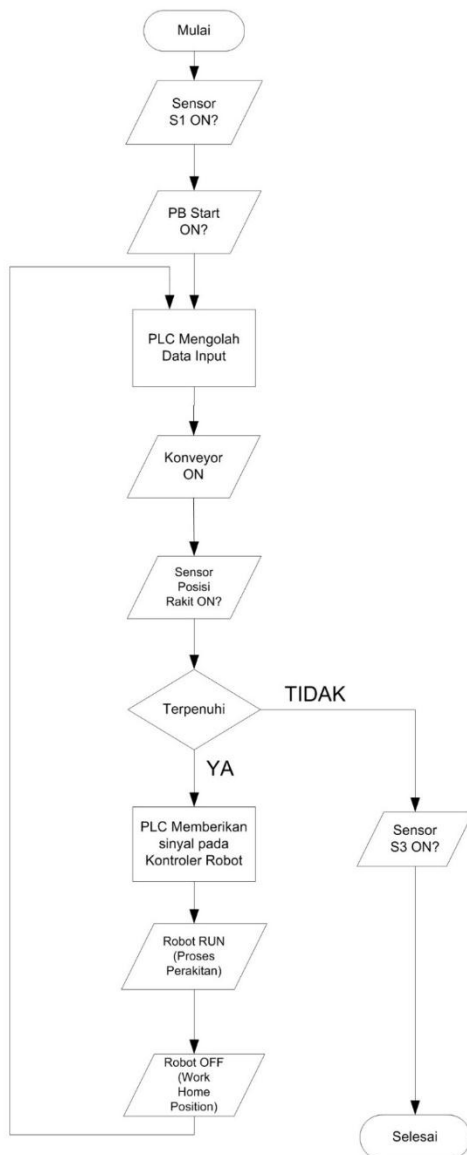 Mulai
Sensor
S1 ON?
PB Start
ON?
PLC Mengolah
Data Input
Konveyor
ON
Sensor
Posisi
Rakit ON?
Terpenuhi
TIDAK
YA
PLC Memberikan
sinyal pada
Kontroler Robot
Sensor
S3 ON?
Robot RUN
(Proses
Perakitan)
Robot OFF
(Work
Home
Position)
Selesai